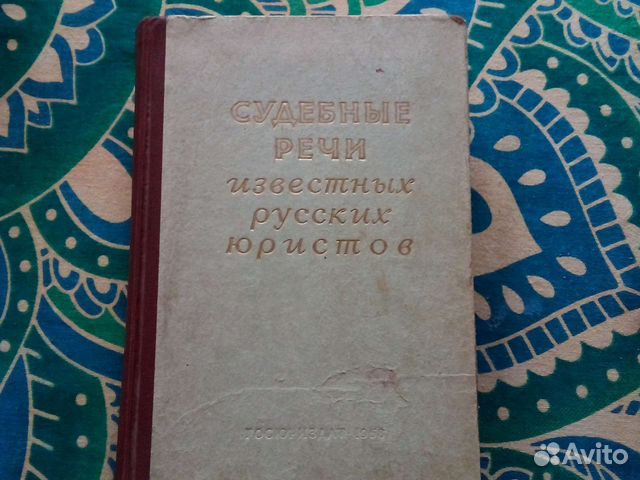 СУДЕБНЫЕ
РЕЧИ
известных
русских
юристов
ГОСЮРИЗДАТ
Avito